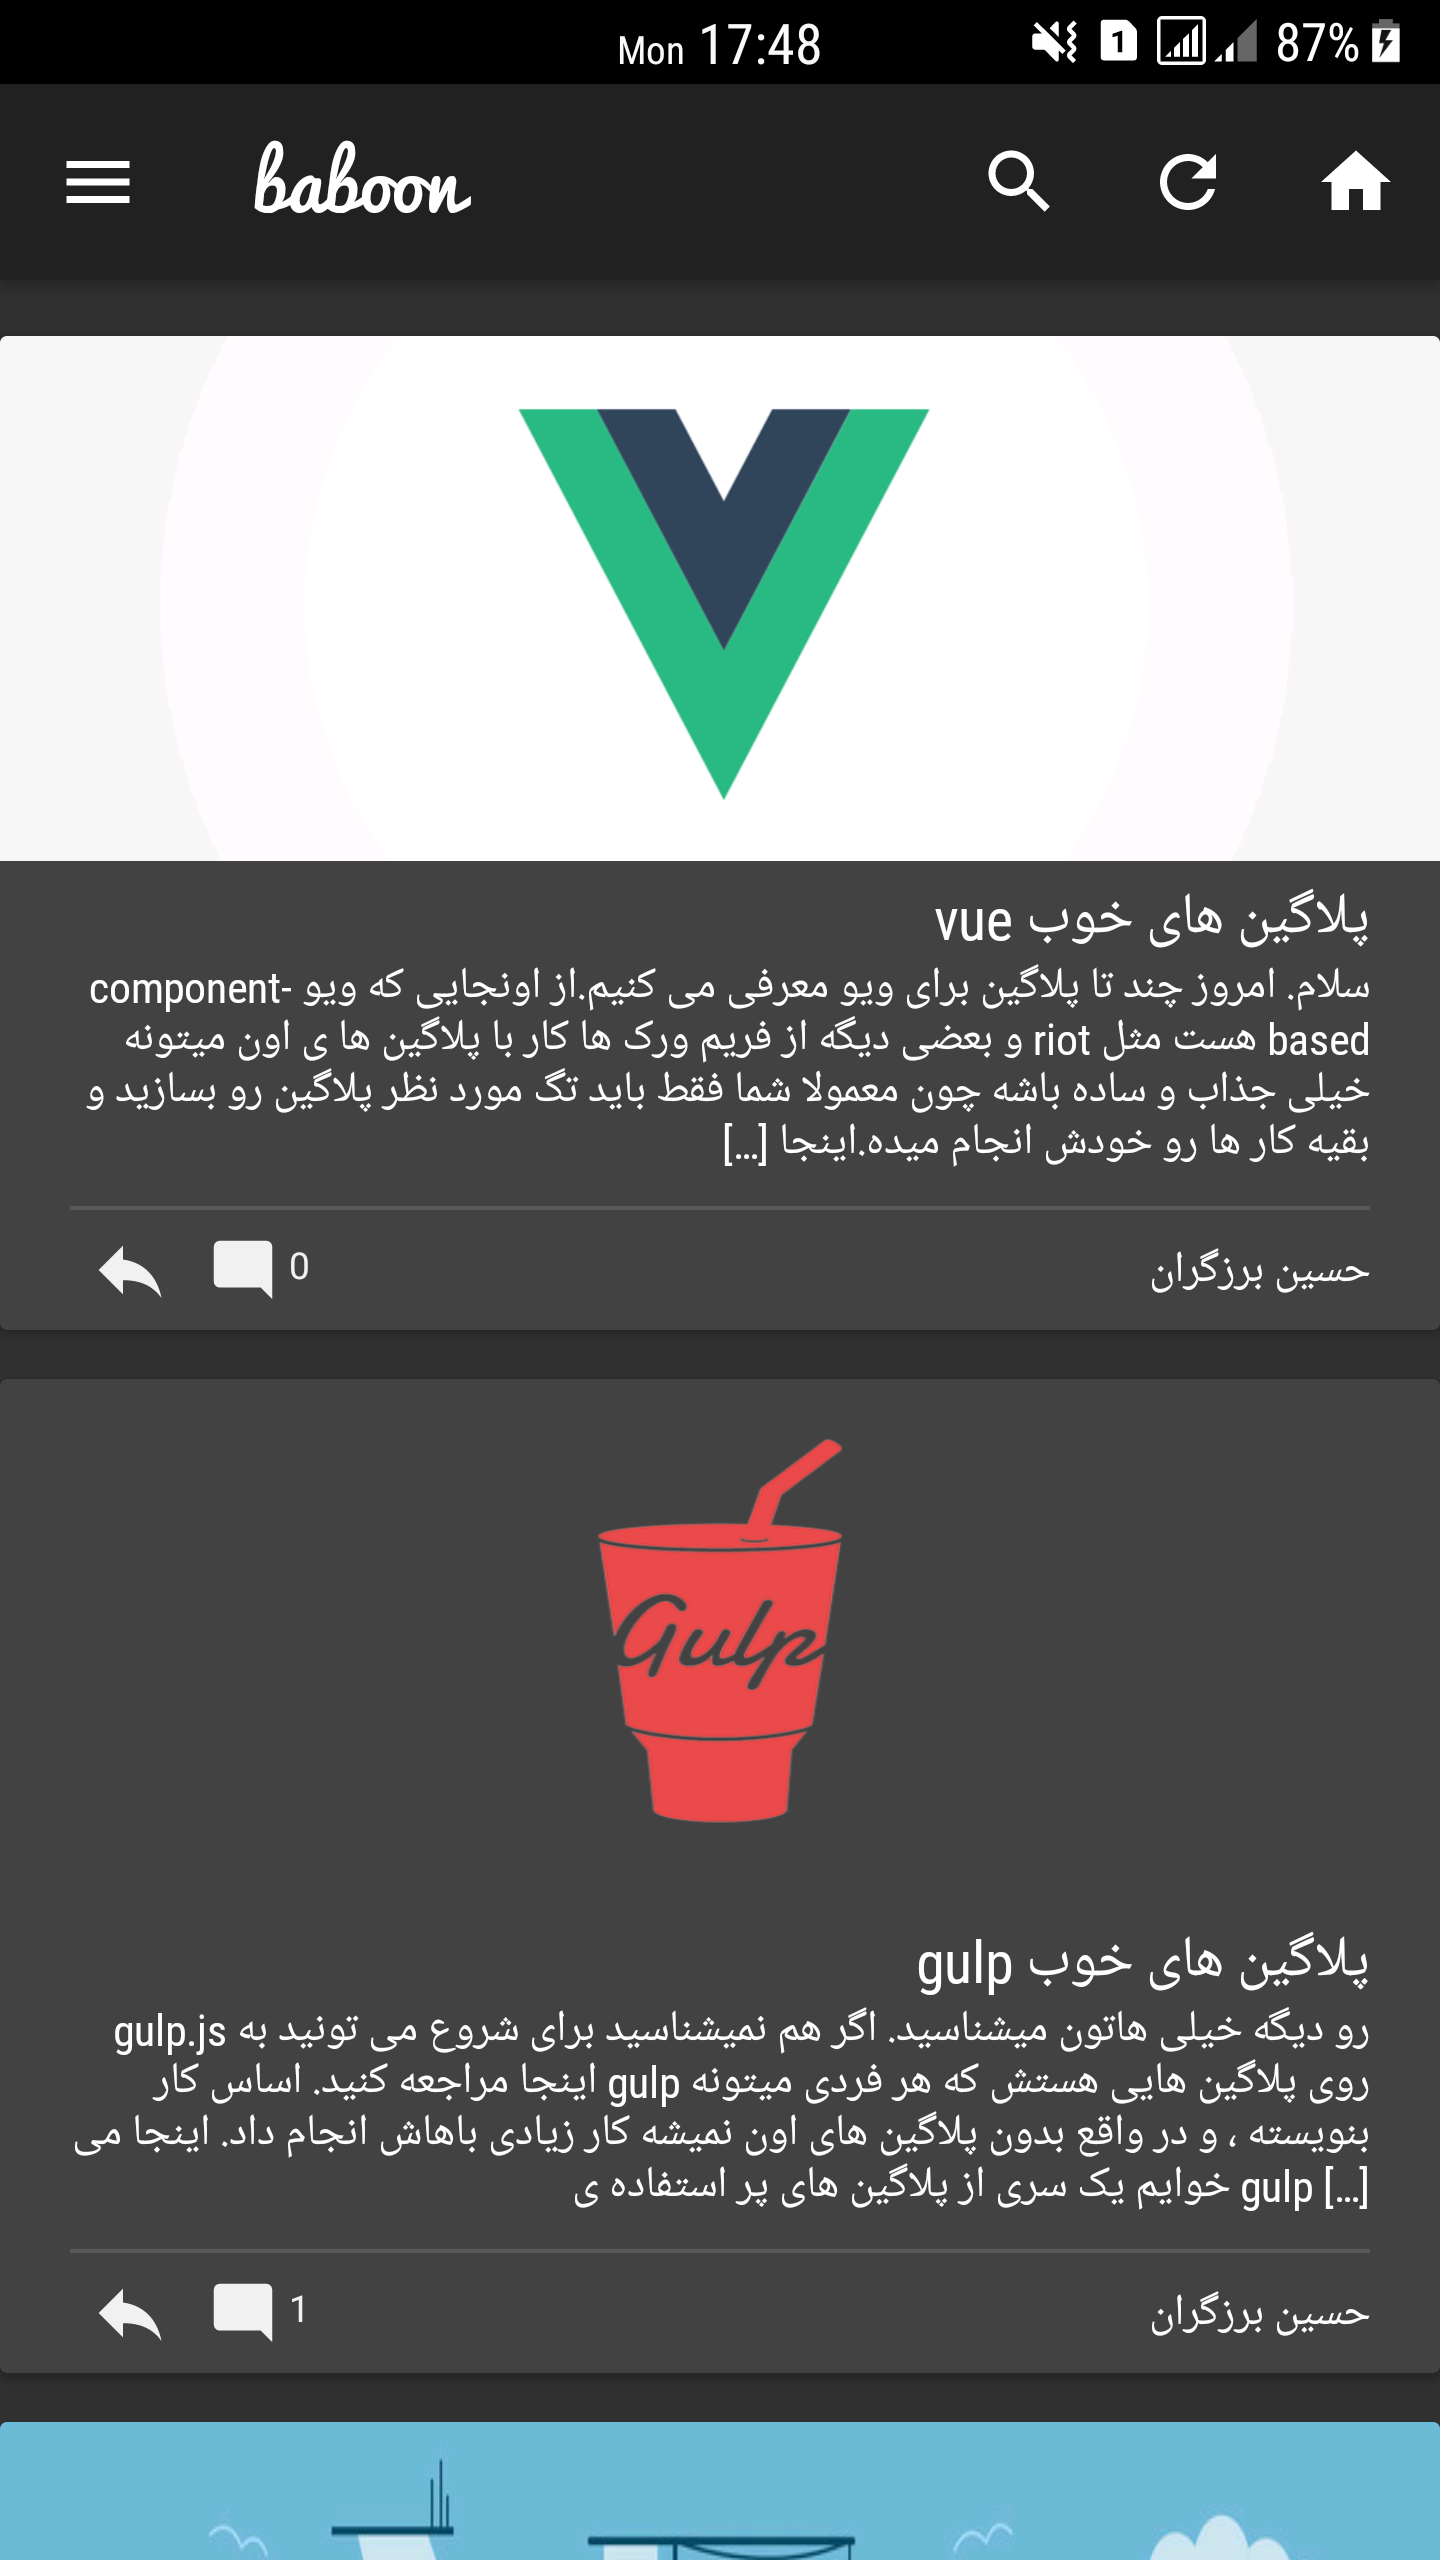 Mon 17:48
1
87%
baboon
پلاگین های خوب vue
سلام. امروز چند تا پلاگین برای ویو معرفی می کنیم.از اونجایی که ویو component-
based هست مثل riot و بعضی دیگه از فریم ورک ها کار با پلاگین ها ی اون میتونه
خیلی جذاب و ساده باشه چون معمولا شما فقط باید تگ مورد نظر پلاگین رو بسازید و
بقیه کار ها رو خودش انجام میده.اینجا […]
0
حسین برزگران
Gulp
پلاگین های خوب gulp
رو دیگه خیلی هاتون میشناسید. اگر هم نمیشناسید برای شروع می تونید به gulp.js
روی پلاگین هایی هستش که هر فردی میتونه gulp اینجا مراجعه کنید. اساس کار
بنویسته ، و در واقع بدون پلاگین های اون نمیشه کار زیادی باهاش انجام داد. اینجا می
[…] gulp خوایم یک سری از پلاگین های پر استفاده ی
1
حسین برزگران